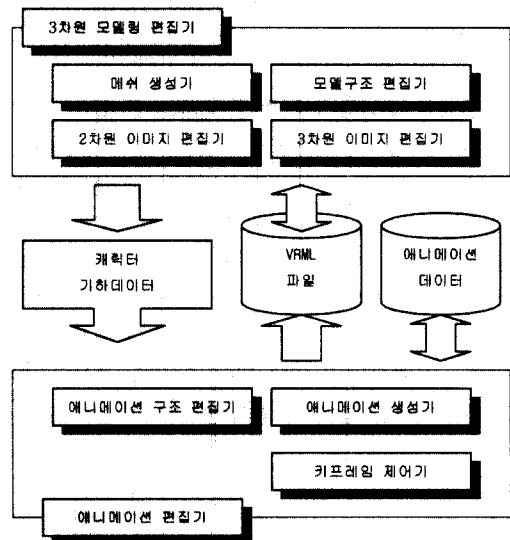 3차원 모델링 편집기
메쉬 생성기
모델구조 편집기
2차원 이미지 편집기
3차원 이미지 편집기
캐릭터
기하데이터
VRML
파일
애니메이션
데이터
애니메이션 구조 편집기
애니메이션 생성기
키프레임 제어기
애니메이션 편집기